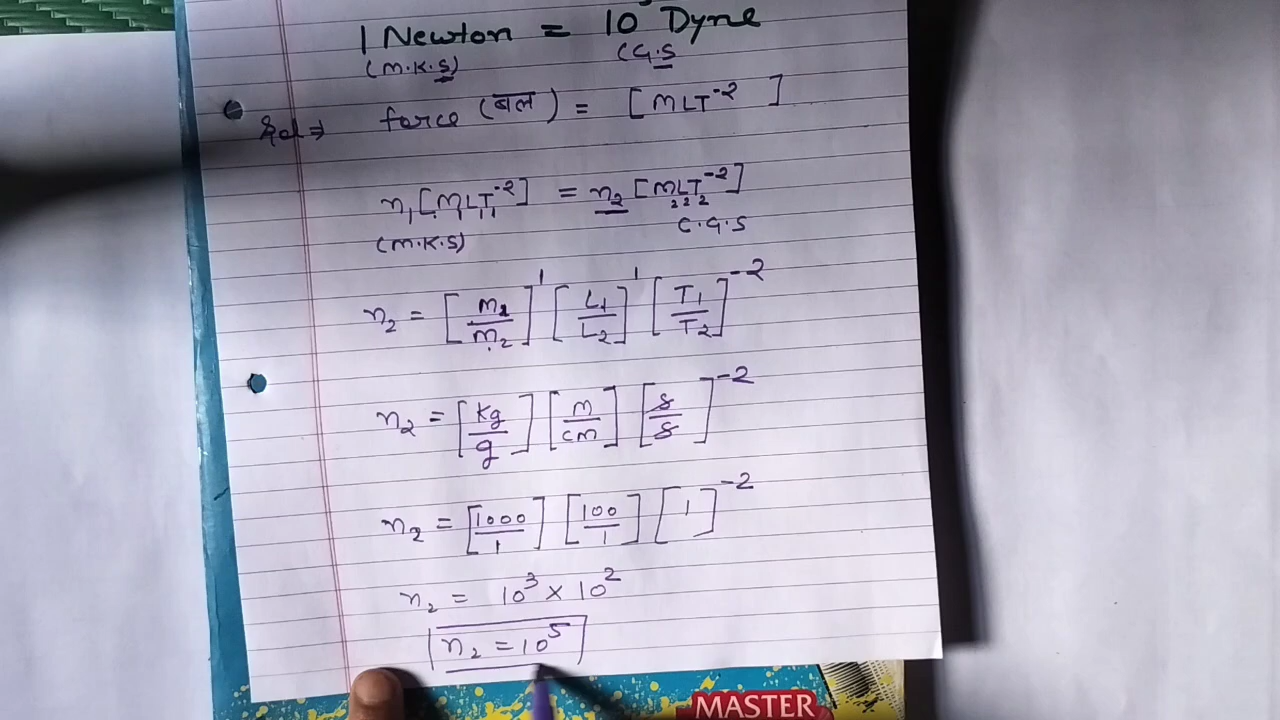 1 Newton = 10⁵ Dyne
(M.K.S) CG.S
Sol⇒ force (बल) = [MLT⁻²]
n₁[M₁L₁T₁⁻²] = n₂[M₂L₂T₂⁻²]
(M.K.S) C.G.S
n₂ = [M₁/M₂]¹ [L₁/L₂]¹ [T₁/T₂]⁻²
n₂ = [Kg/g] [m/cm] [s/s]⁻²
n₂ = [1000/1] [100/1] [1]⁻²
n₂ = 10³ × 10²
n₂ = 10⁵
MASTER